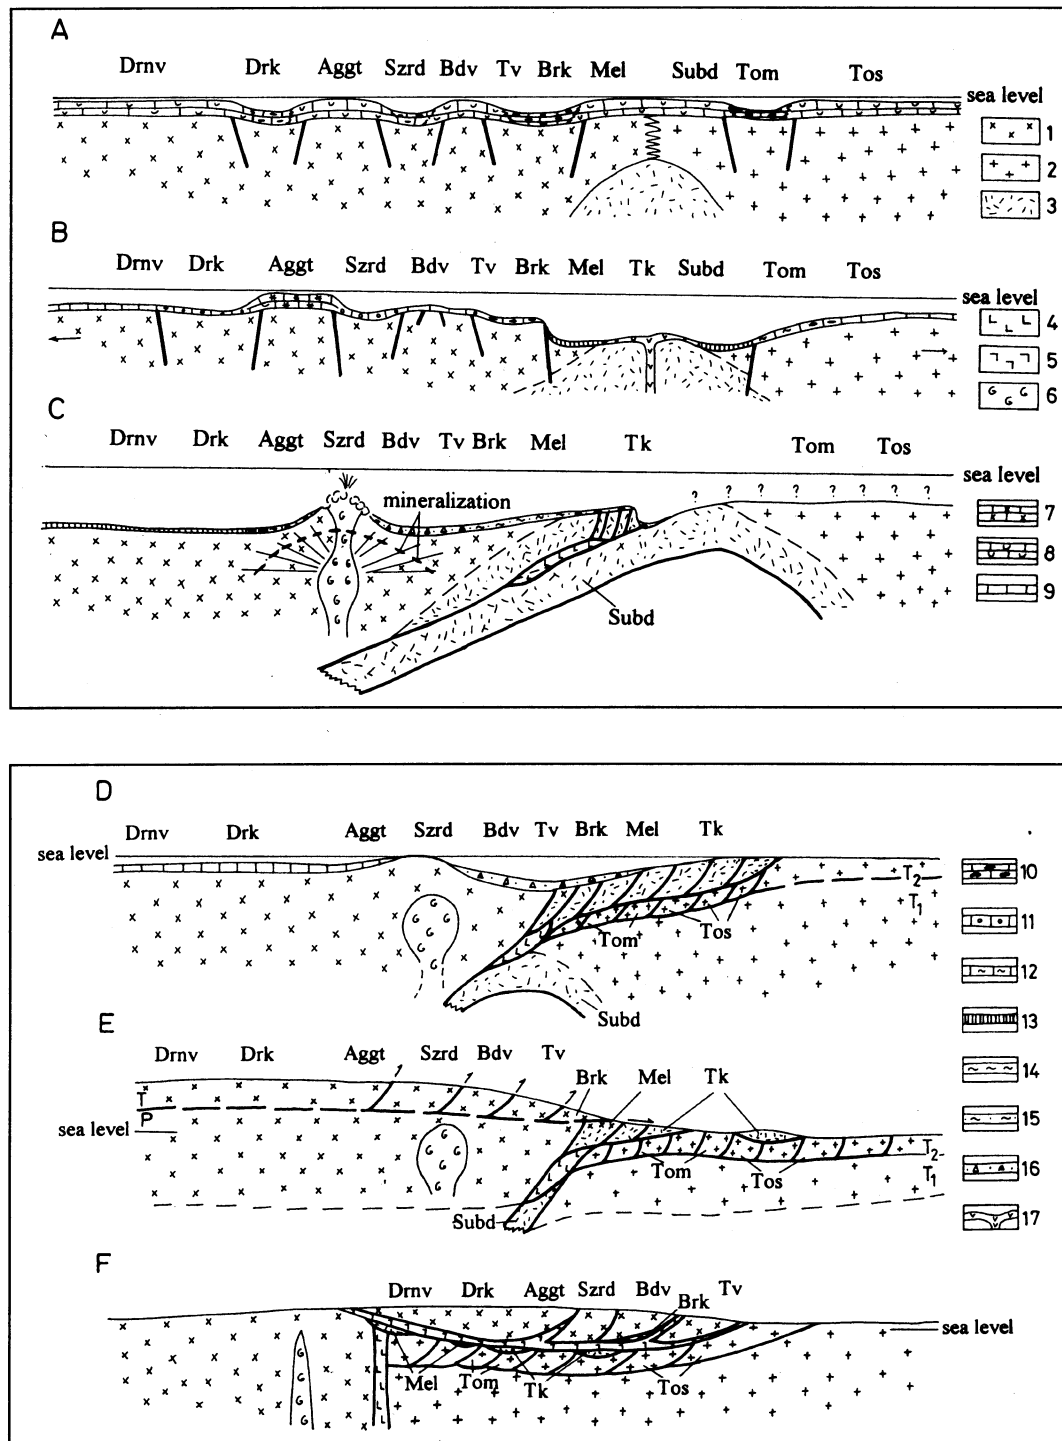 A
Drnv Drk Aggt Szrd Bdv Tv Brk Mel Subd Tom Tos
sea level
1
2
3
B
Drnv Drk Aggt Szrd Bdv Tv Brk Mel Tk Subd Tom Tos
sea level
4
5
6
C
Drnv Drk Aggt Szrd Bdv Tv Brk Mel Tk Tom Tos
sea level
mineralization
? ? ? ? ? ? ? ?
7
8
9
Subd
D
Drnv Drk Aggt Szrd Bdv Tv Brk Mel Tk
sea level
T2
T1
Tom Tos
Subd
10
11
12
13
14
15
16
17
E
Drnv Drk Aggt Szrd Bdv Tv
Brk Mel Tk
T
P
sea level
Tom Tos
T2
T1
Subd
F
Drnv Drk Aggt Szrd Bdv Tv
Brk
sea level
Mel Tom Tk Tos